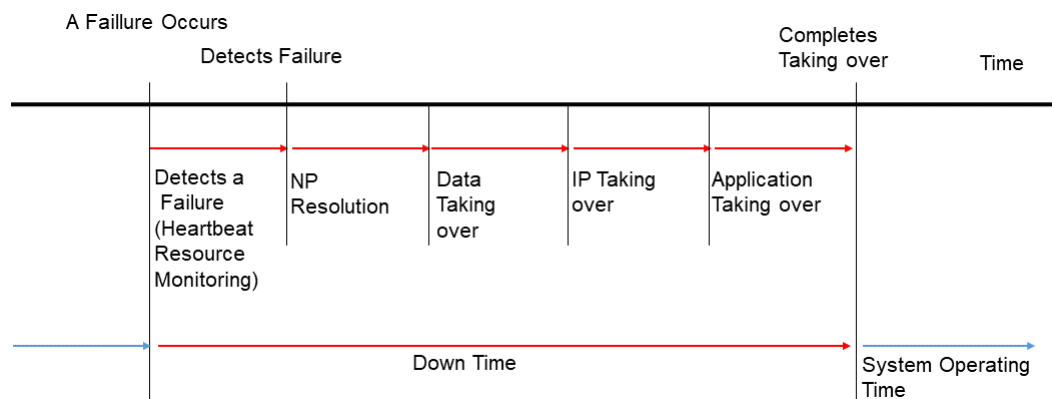 A Faillure Occurs
Detects Failure
Completes
Taking over
Time
Detects a
Failure
(Heartbeat
Resource
Monitoring)
NP
Resolution
Data
Taking
over
IP Taking
over
Application
Taking over
Down Time
System Operating
Time